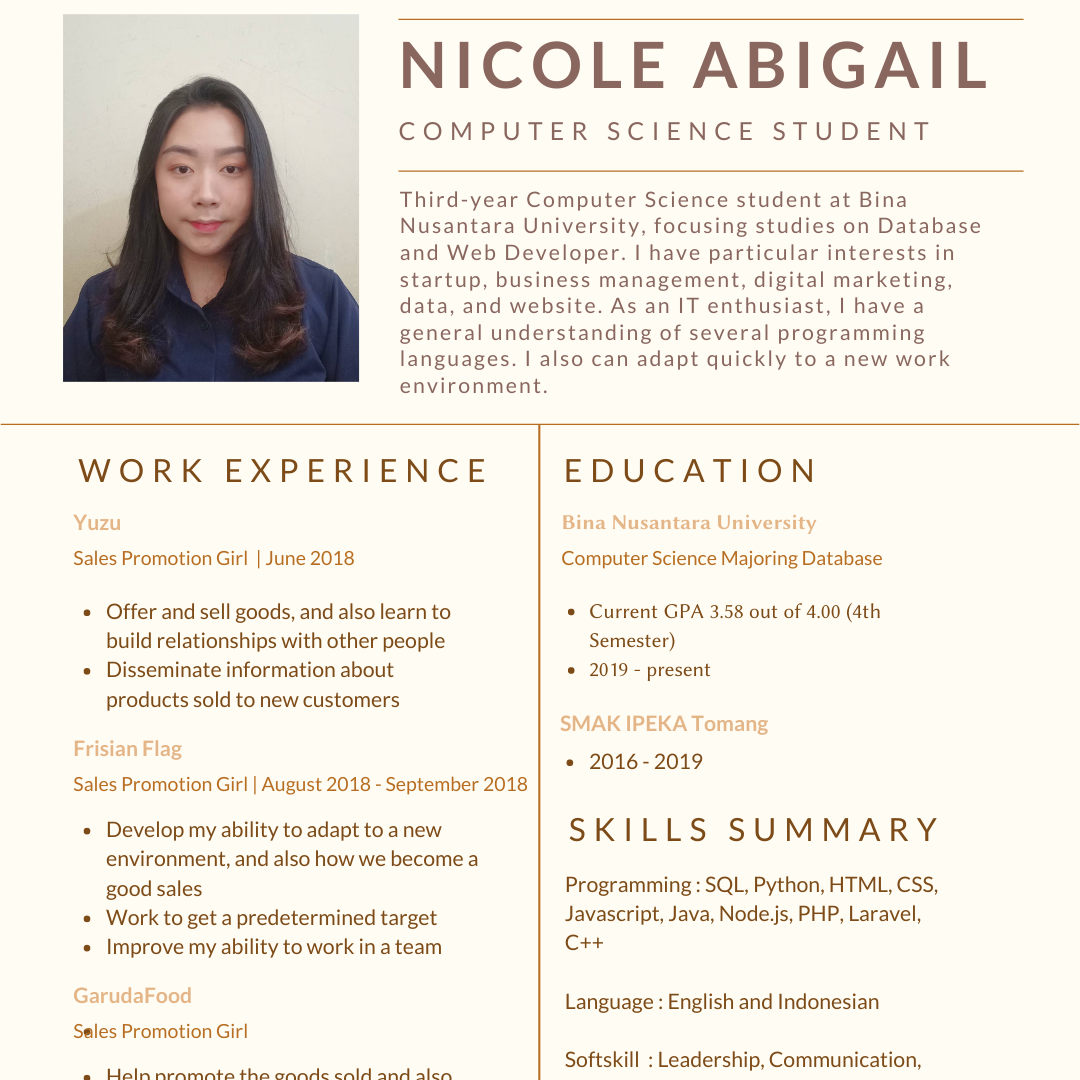 NICOLE ABIGAIL
COMPUTER SCIENCE STUDENT
Third-year Computer Science student at Bina
Nusantara University, focusing studies on Database
and Web Developer. I have particular interests in
startup, business management, digital marketing,
data, and website. As an IT enthusiast, I have a
general understanding of several programming
languages. I also can adapt quickly to a new work
environment.
WORK EXPERIENCE
Yuzu
Sales Promotion Girl | June 2018
• Offer and sell goods, and also learn to
build relationships with other people
• Disseminate information about
products sold to new customers
Frisian Flag
Sales Promotion Girl | August 2018 - September 2018
• Develop my ability to adapt to a new
environment, and also how we become a
good sales
• Work to get a predetermined target
• Improve my ability to work in a team
GarudaFood
Sales Promotion Girl
• Help promote the goods sold and also
EDUCATION
Bina Nusantara University
Computer Science Majoring Database
• Current GPA 3.58 out of 4.00 (4th
Semester)
• 2019 - present
SMAK IPEKA Tomang
• 2016 - 2019
SKILLS SUMMARY
Programming : SQL, Python, HTML, CSS,
Javascript, Java, Node.js, PHP, Laravel,
C++
Language : English and Indonesian
Softskill : Leadership, Communication,